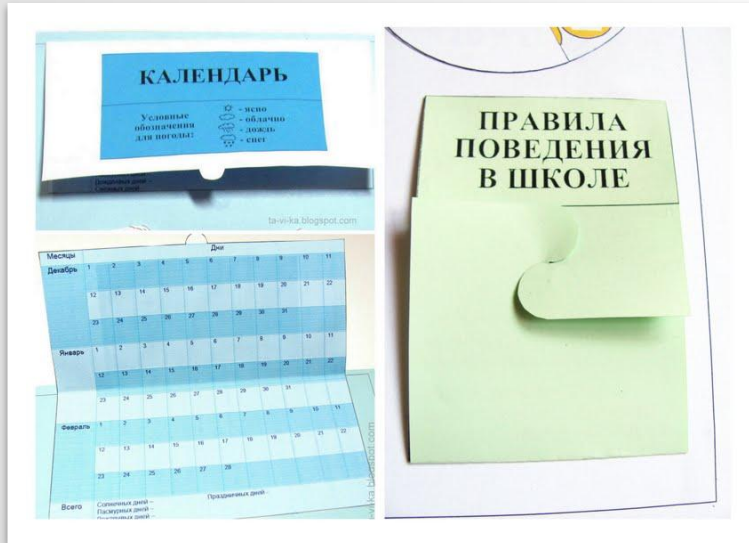 КАЛЕНДАРЬ
Условные
обозначения
для погоды:
- ясно
- облачно
- дождь
- снег
ta-vi-ka.blogspot.com
Месяцы Дни
Декабрь 1 2 3 4 5 6 7 8 9 10 11
12 13 14 15 16 17 18 19 20 21 22
23 24 25 26 27 28 29 30 31
Январь 1 2 3 4 5 6 7 8 9 10 11
12 13 14 15 16 17 18 19 20 21 22
23 24 25 26 27 28 29 30 31
Февраль 1 2 3 4 5 6 7 8 9 10 11
12 13 14 15 16 17 18 19 20 21 22
23 24 25 26 27 28
Всего Солнечных дней – Праздничных дней -
Пасмурных дней –
ПРАВИЛА
ПОВЕДЕНИЯ
В ШКОЛЕ